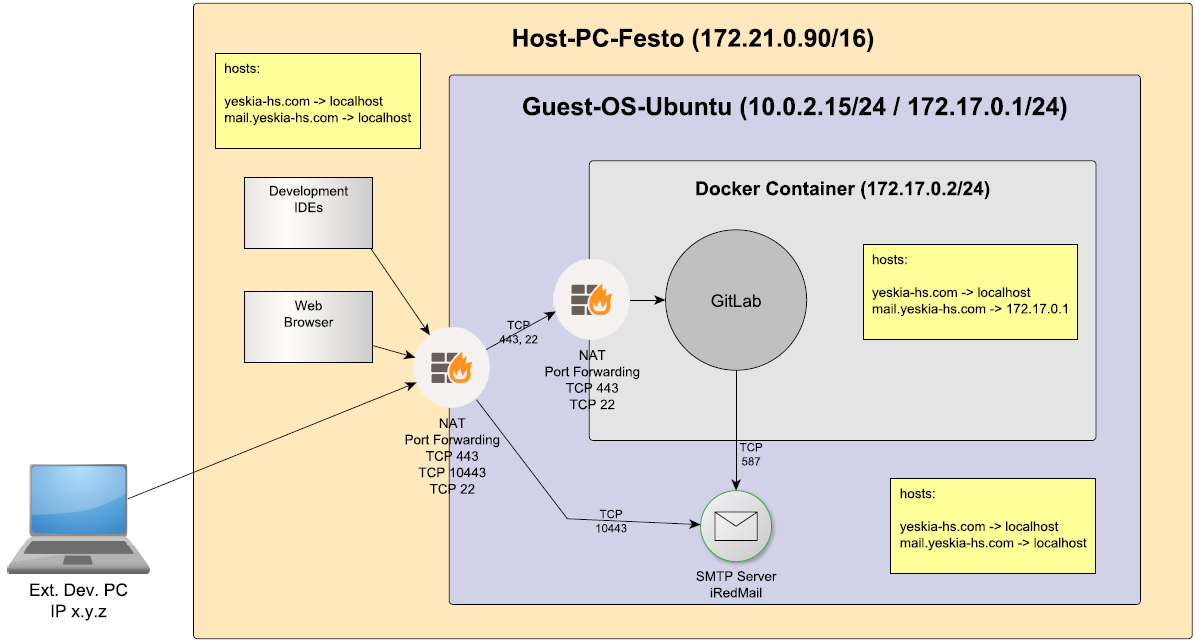 Host-PC-Festo (172.21.0.90/16)
hosts:
yeskia-hs.com -> localhost
mail.yeskia-hs.com -> localhost
Guest-OS-Ubuntu (10.0.2.15/24 / 172.17.0.1/24)
Docker Container (172.17.0.2/24)
Development
IDEs
Web
Browser
GitLab
hosts:
yeskia-hs.com -> localhost
mail.yeskia-hs.com -> 172.17.0.1
TCP
443, 22
NAT
Port Forwarding
TCP 443
TCP 22
NAT
Port Forwarding
TCP 443
TCP 10443
TCP 22
TCP
587
TCP
10443
hosts:
yeskia-hs.com -> localhost
mail.yeskia-hs.com -> localhost
SMTP Server
iRedMail
Ext. Dev. PC
IP x.y.z